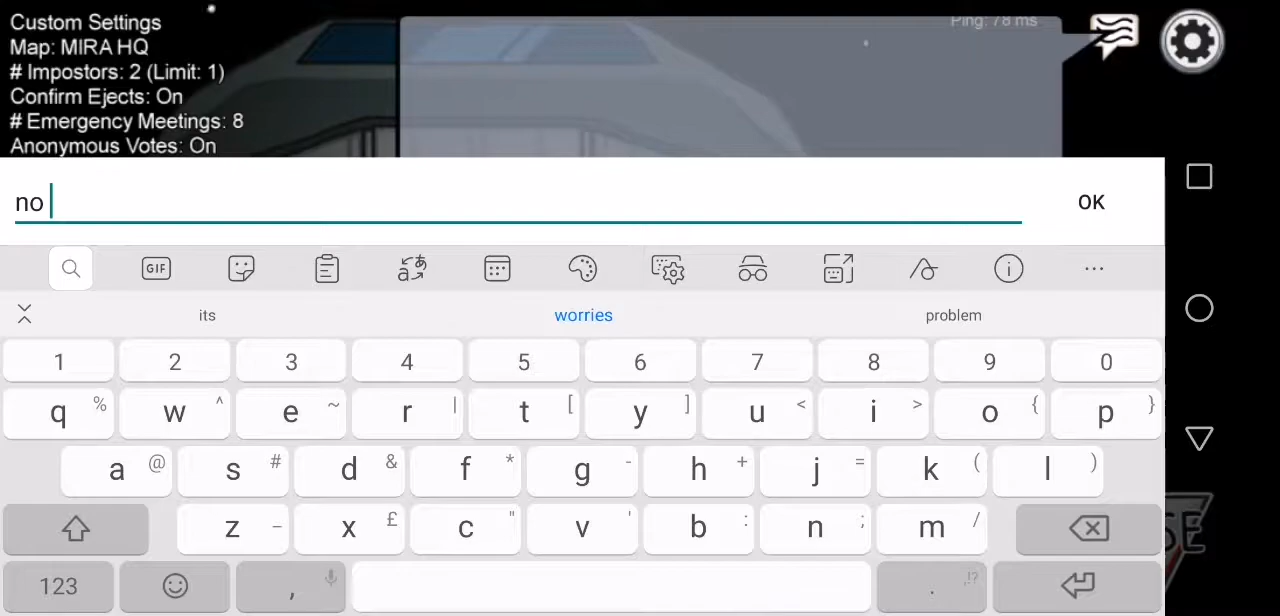 Custom Settings
Map: MIRA HQ
# Impostors: 2 (Limit: 1)
Confirm Ejects: On
# Emergency Meetings: 8
Anonymous Votes: On
Ping: 78 ms
no
OK
GIF
its worries problem
1 2 3 4 5 6 7 8 9 0
q % w ^ e ~ r | t [ y ] u < i > o { p }
a @ s # d & f * g - h + j = k ( l )
z _ x £ c " v ' b : n ; m /
123 , . ,!?